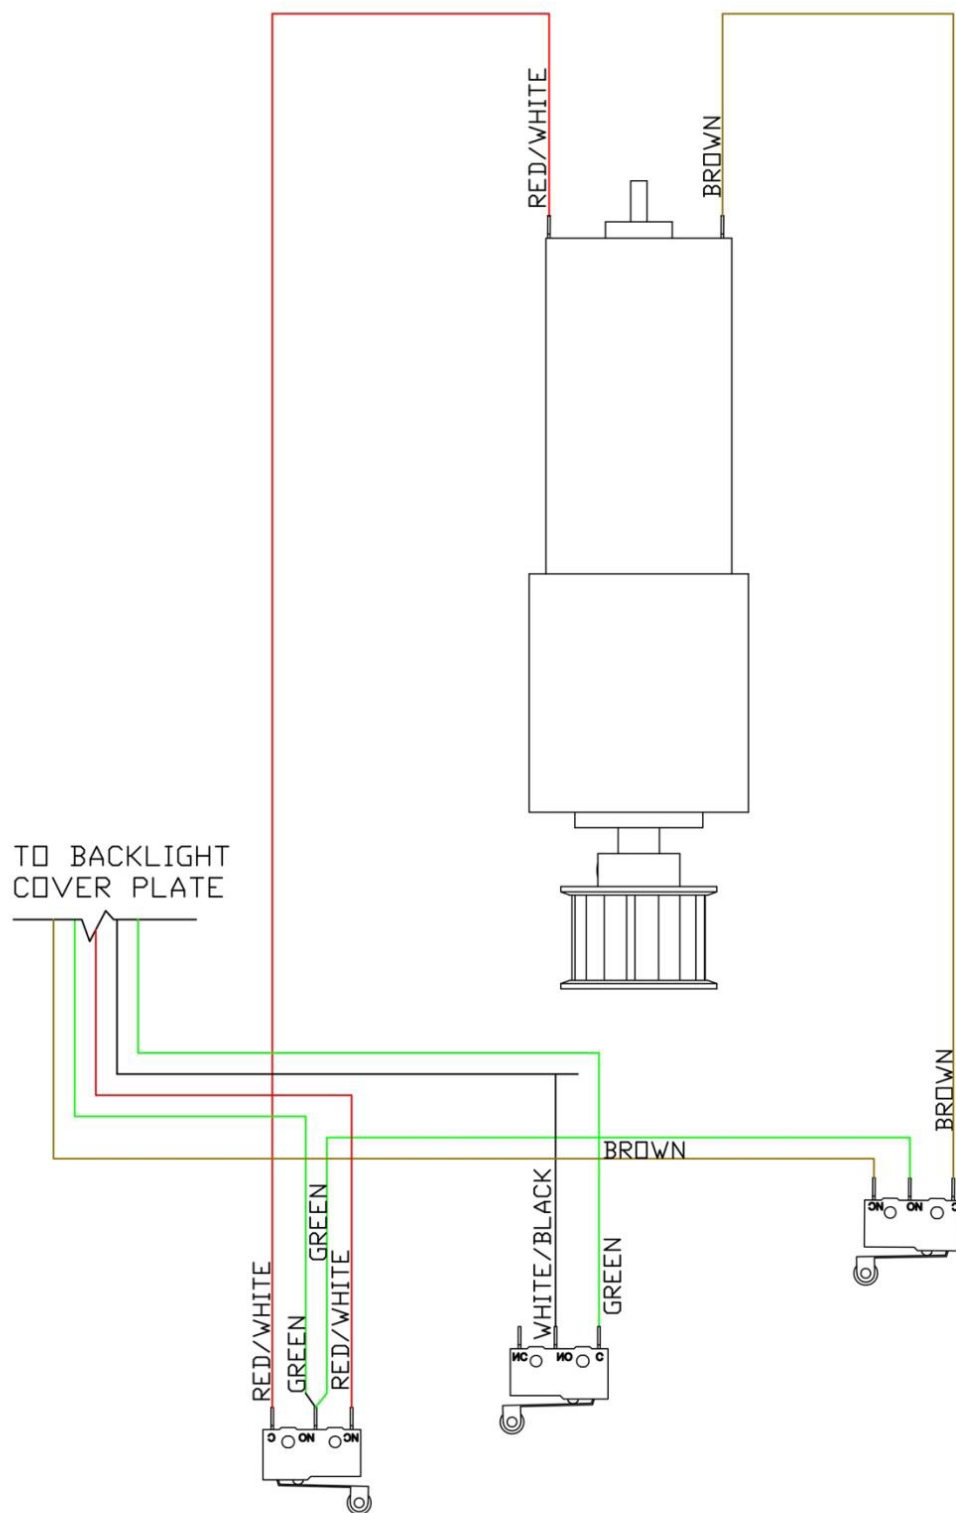 RED/WHITE
BROWN
TO BACKLIGHT
COVER PLATE
BROWN
BROWN
NC
NO
C
WHITE/BLACK
GREEN
NC
NO
C
GREEN
RED/WHITE
GREEN
RED/WHITE
C
NO
NC